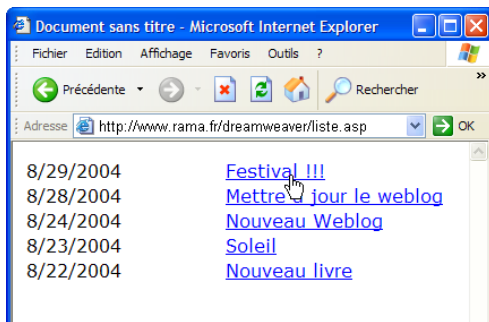 Document sans titre - Microsoft Internet Explorer
Fichier Edition Affichage Favoris Outils ? 
Précédente Rechercher »
Adresse http://www.rama.fr/dreamweaver/liste.asp OK
8/29/2004 Festival !!!
8/28/2004 Mettre à jour le weblog
8/24/2004 Nouveau Weblog
8/23/2004 Soleil
8/22/2004 Nouveau livre